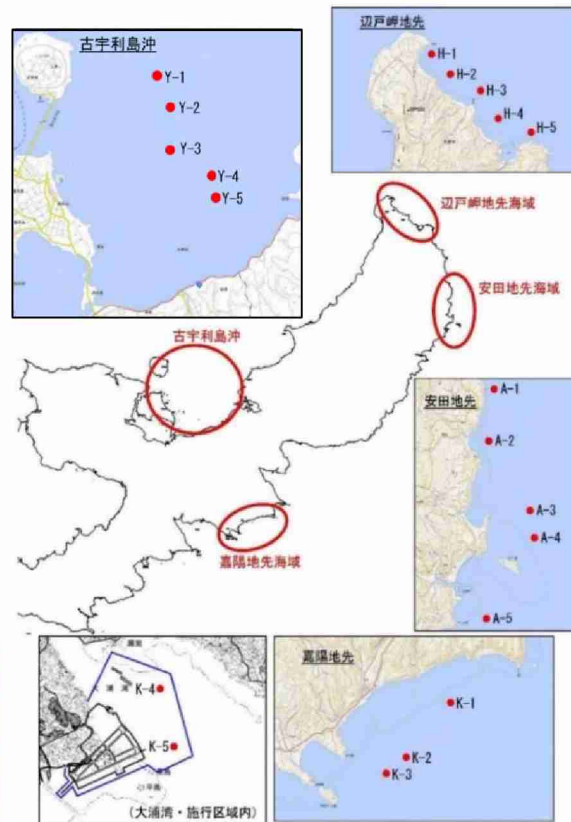 古宇利島沖
Y-1
Y-2
Y-3
Y-4
Y-5
辺戸岬地先
H-1
H-2
H-3
H-4
H-5
辺戸岬地先海域
安田地先海域
古宇利島沖
嘉陽地先海域
安田地先
A-1
A-2
A-3
A-4
A-5
大浦湾
K-4
K-5
(大浦湾・施行区域内)
嘉陽地先
K-1
K-2
K-3